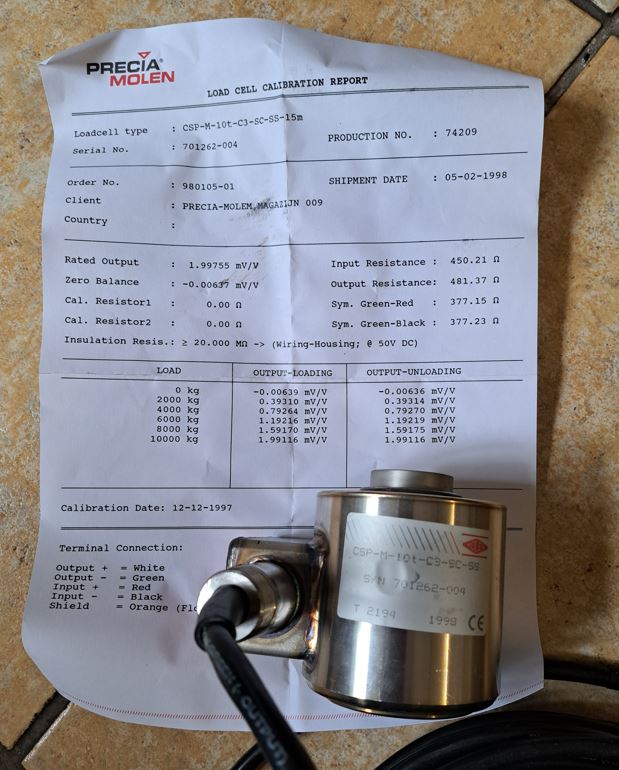 PRECIA®
MOLEN
LOAD CELL CALIBRATION REPORT
Loadcell type : CSP-M-10t-C3-SC-SS-15m
Serial No. : 701262-004 PRODUCTION NO. : 74209
Order No. : 980105-01 SHIPMENT DATE : 05-02-1998
Client : PRECIA-MOLEM, MAGAZIJN 009
Country :
Rated Output : 1.99755 mV/V Input Resistance : 450.21 Ω
Zero Balance : -0.00637 mV/V Output Resistance: 481.37 Ω
Cal. Resistor1 : 0.00 Ω Sym. Green-Red : 377.15 Ω
Cal. Resistor2 : 0.00 Ω Sym. Green-Black : 377.23 Ω
Insulation Resis.: ≥ 20.000 MΩ -> (Wiring-Housing; @ 50V DC)
LOAD OUTPUT-LOADING OUTPUT-UNLOADING
0 kg -0.00639 mV/V -0.00636 mV/V
2000 kg 0.39310 mV/V 0.39314 mV/V
4000 kg 0.79264 mV/V 0.79270 mV/V
6000 kg 1.19216 mV/V 1.19219 mV/V
8000 kg 1.59170 mV/V 1.59175 mV/V
10000 kg 1.99116 mV/V 1.99116 mV/V
Calibration Date: 12-12-1997
Terminal Connection:
Output + = White
Output - = Green
Input + = Red
Input - = Black
Shield = Orange
CSP-M-10t-C3-SC-SS
S/N 701262-004
T 2194 1998 CE
OUTPUT